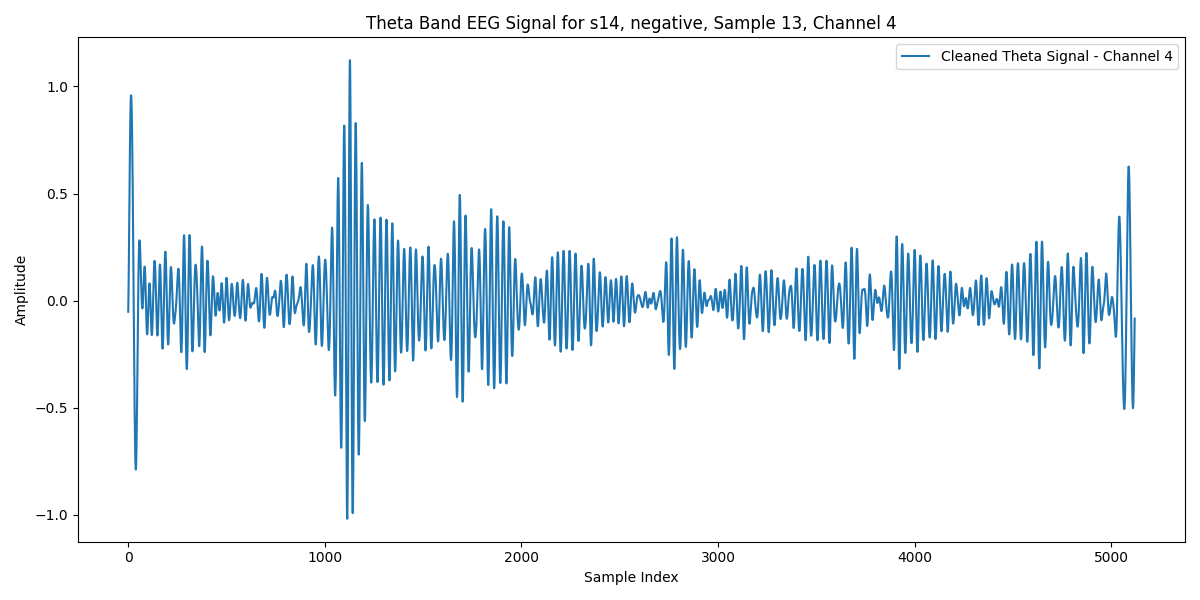 Theta Band EEG Signal for s14, negative, Sample 13, Channel 4
Cleaned Theta Signal - Channel 4
Amplitude
1.0
0.5
0.0
−0.5
−1.0
0 1000 2000 3000 4000 5000
Sample Index